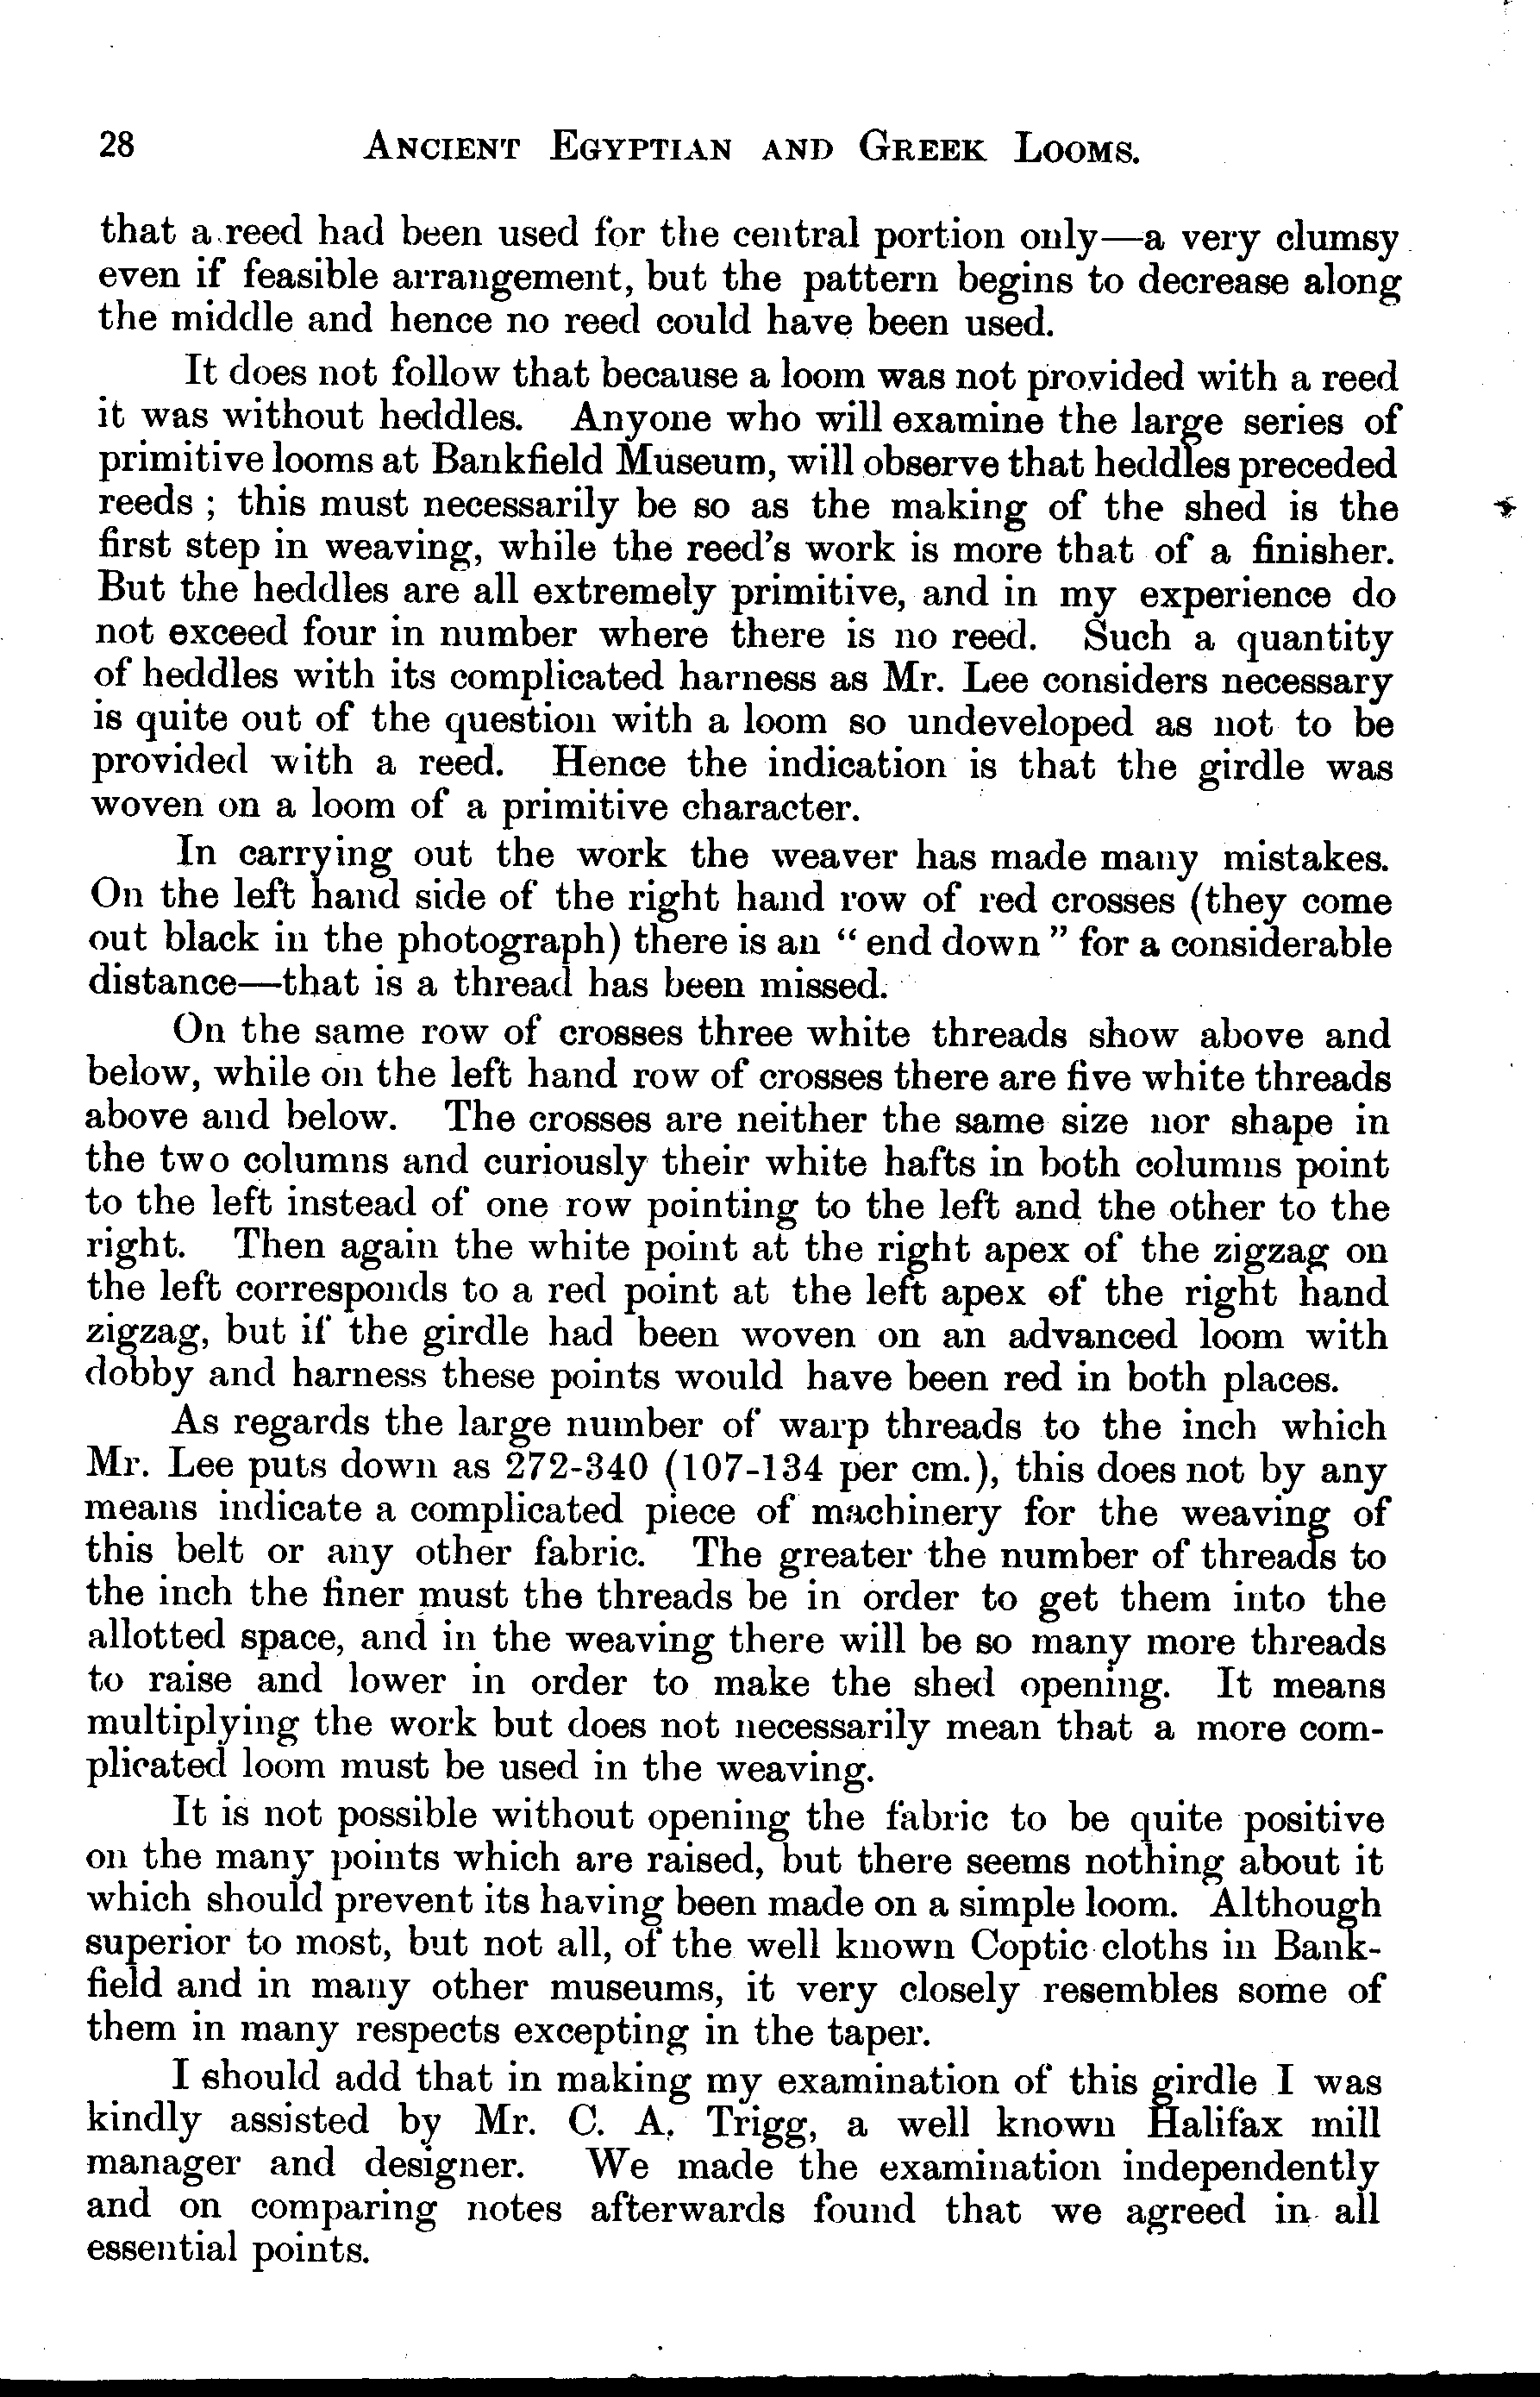 28 ANCIENT EGYPTIAN AND GREEK LOOMS.
that a reed had been used for the central portion only—a very clumsy
even if feasible arrangement, but the pattern begins to decrease along
the middle and hence no reed could have been used.
It does not follow that because a loom was not provided with a reed
it was without heddles. Anyone who will examine the large series of
primitive looms at Bankfield Museum, will observe that heddles preceded
reeds ; this must necessarily be so as the making of the shed is the
first step in weaving, while the reed's work is more that of a finisher.
But the heddles are all extremely primitive, and in my experience do
not exceed four in number where there is no reed. Such a quantity
of heddles with its complicated harness as Mr. Lee considers necessary
is quite out of the question with a loom so undeveloped as not to be
provided with a reed. Hence the indication is that the girdle was
woven on a loom of a primitive character.
In carrying out the work the weaver has made many mistakes.
On the left hand side of the right hand row of red crosses (they come
out black in the photograph) there is an “ end down ” for a considerable
distance—that is a thread has been missed.
On the same row of crosses three white threads show above and
below, while on the left hand row of crosses there are five white threads
above and below. The crosses are neither the same size nor shape in
the two columns and curiously their white hafts in both columns point
to the left instead of one row pointing to the left and the other to the
right. Then again the white point at the right apex of the zigzag on
the left corresponds to a red point at the left apex of the right hand
zigzag, but if the girdle had been woven on an advanced loom with
dobby and harness these points would have been red in both places.
As regards the large number of warp threads to the inch which
Mr. Lee puts down as 272-340 (107-134 per cm.), this does not by any
means indicate a complicated piece of machinery for the weaving of
this belt or any other fabric. The greater the number of threads to
the inch the finer must the threads be in order to get them into the
allotted space, and in the weaving there will be so many more threads
to raise and lower in order to make the shed opening. It means
multiplying the work but does not necessarily mean that a more com-
plicated loom must be used in the weaving.
It is not possible without opening the fabric to be quite positive
on the many points which are raised, but there seems nothing about it
which should prevent its having been made on a simple loom. Although
superior to most, but not all, of the well known Coptic cloths in Bank-
field and in many other museums, it very closely resembles some of
them in many respects excepting in the taper.
I should add that in making my examination of this girdle I was
kindly assisted by Mr. C. A. Trigg, a well known Halifax mill
manager and designer. We made the examination independently
and on comparing notes afterwards found that we agreed in all
essential points.